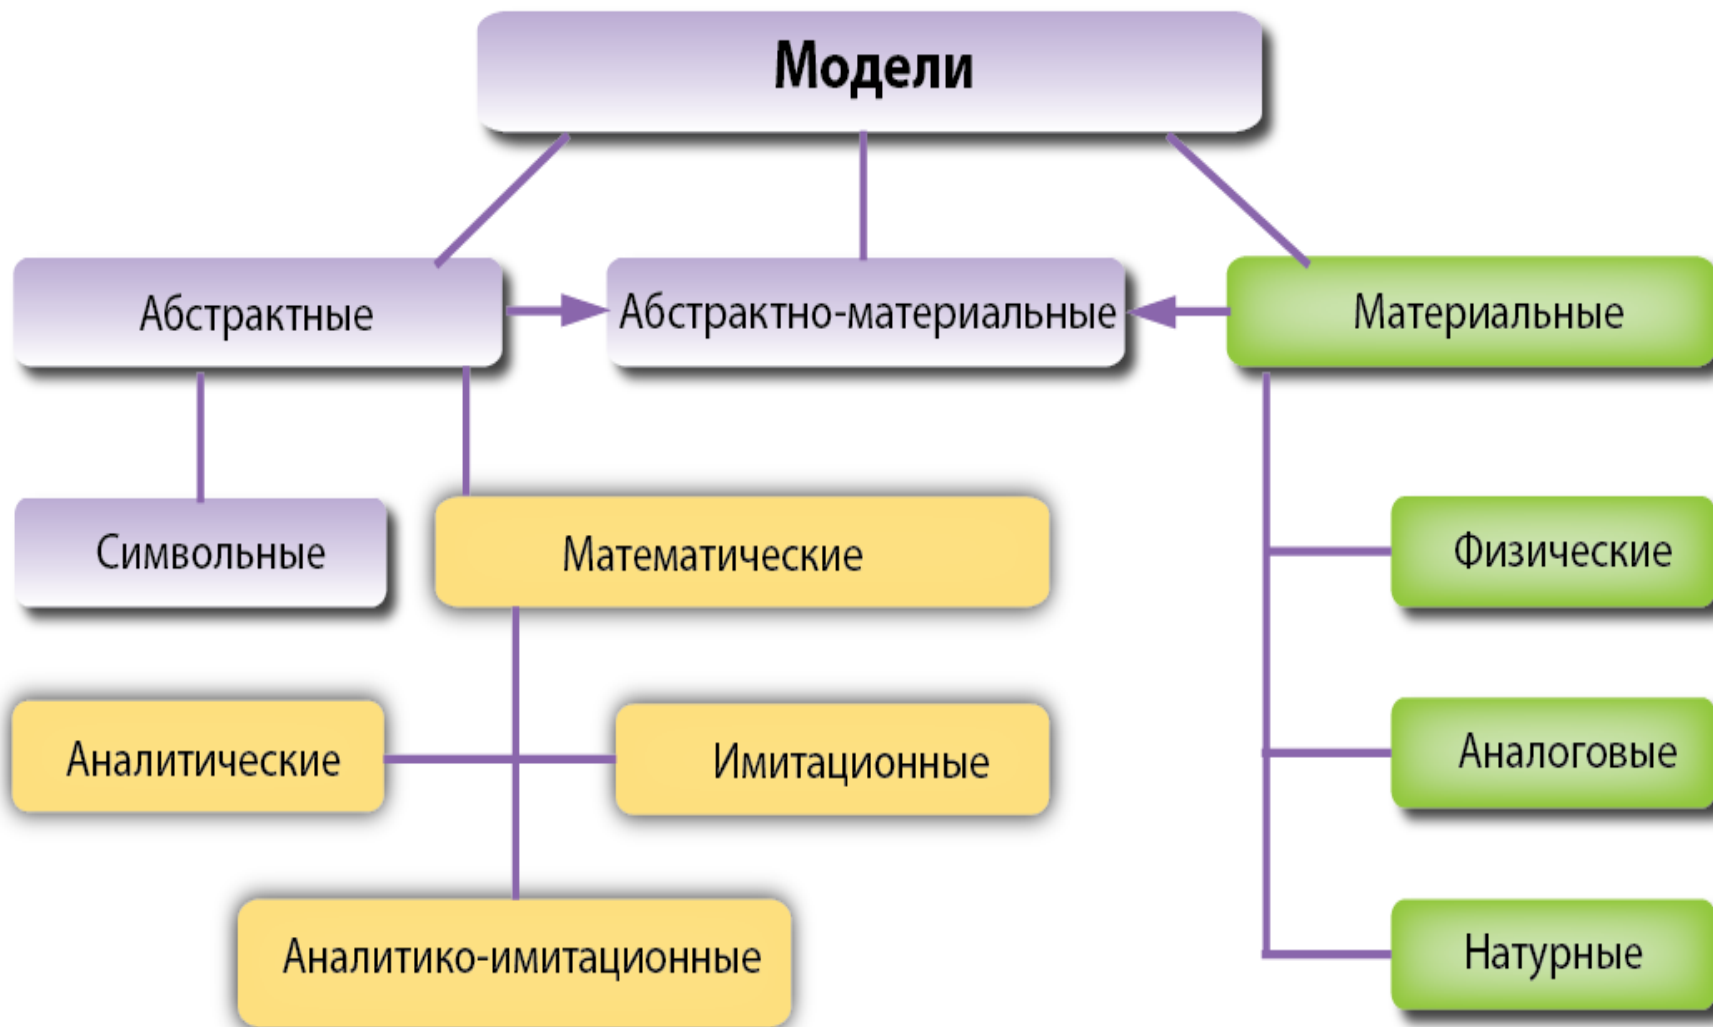 Модели
Абстрактные
Абстрактно-материальные
Материальные
Символьные
Математические
Физические
Аналитические
Имитационные
Аналоговые
Аналитико-имитационные
Натурные